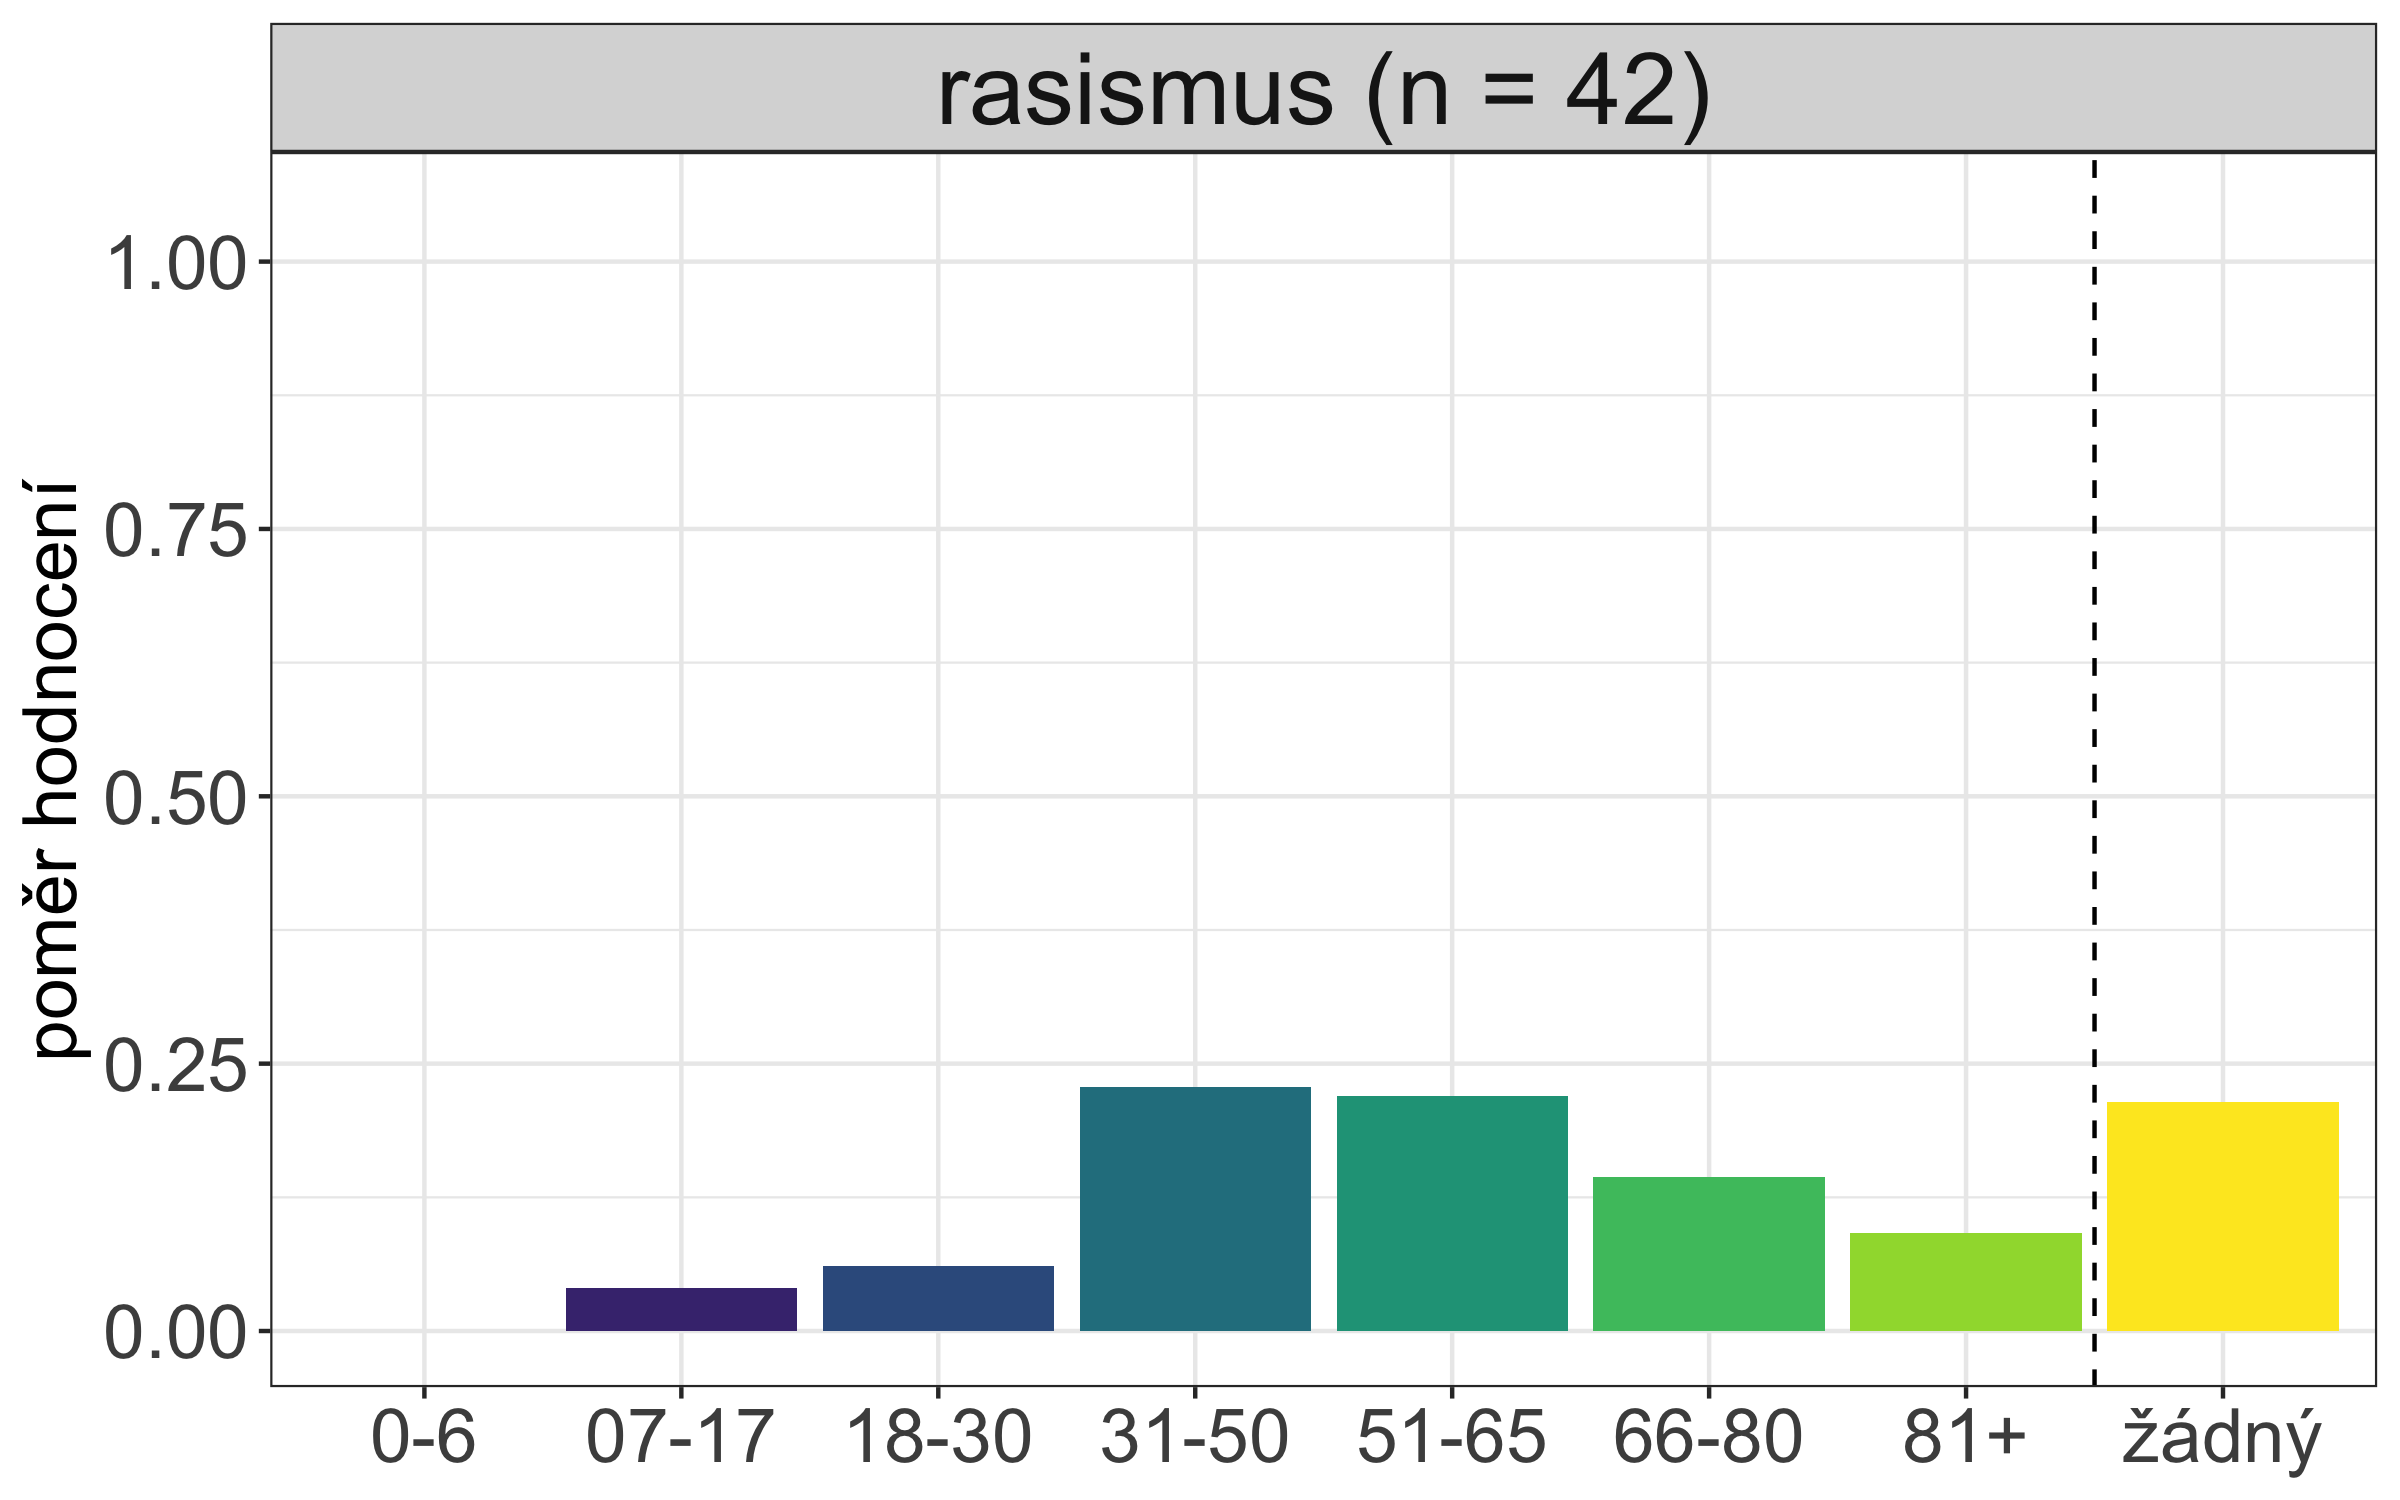 rasismus (n = 42)
poměr hodnocení
1.00
0.75
0.50
0.25
0.00
0-6 07-17 18-30 31-50 51-65 66-80 81+ žádný